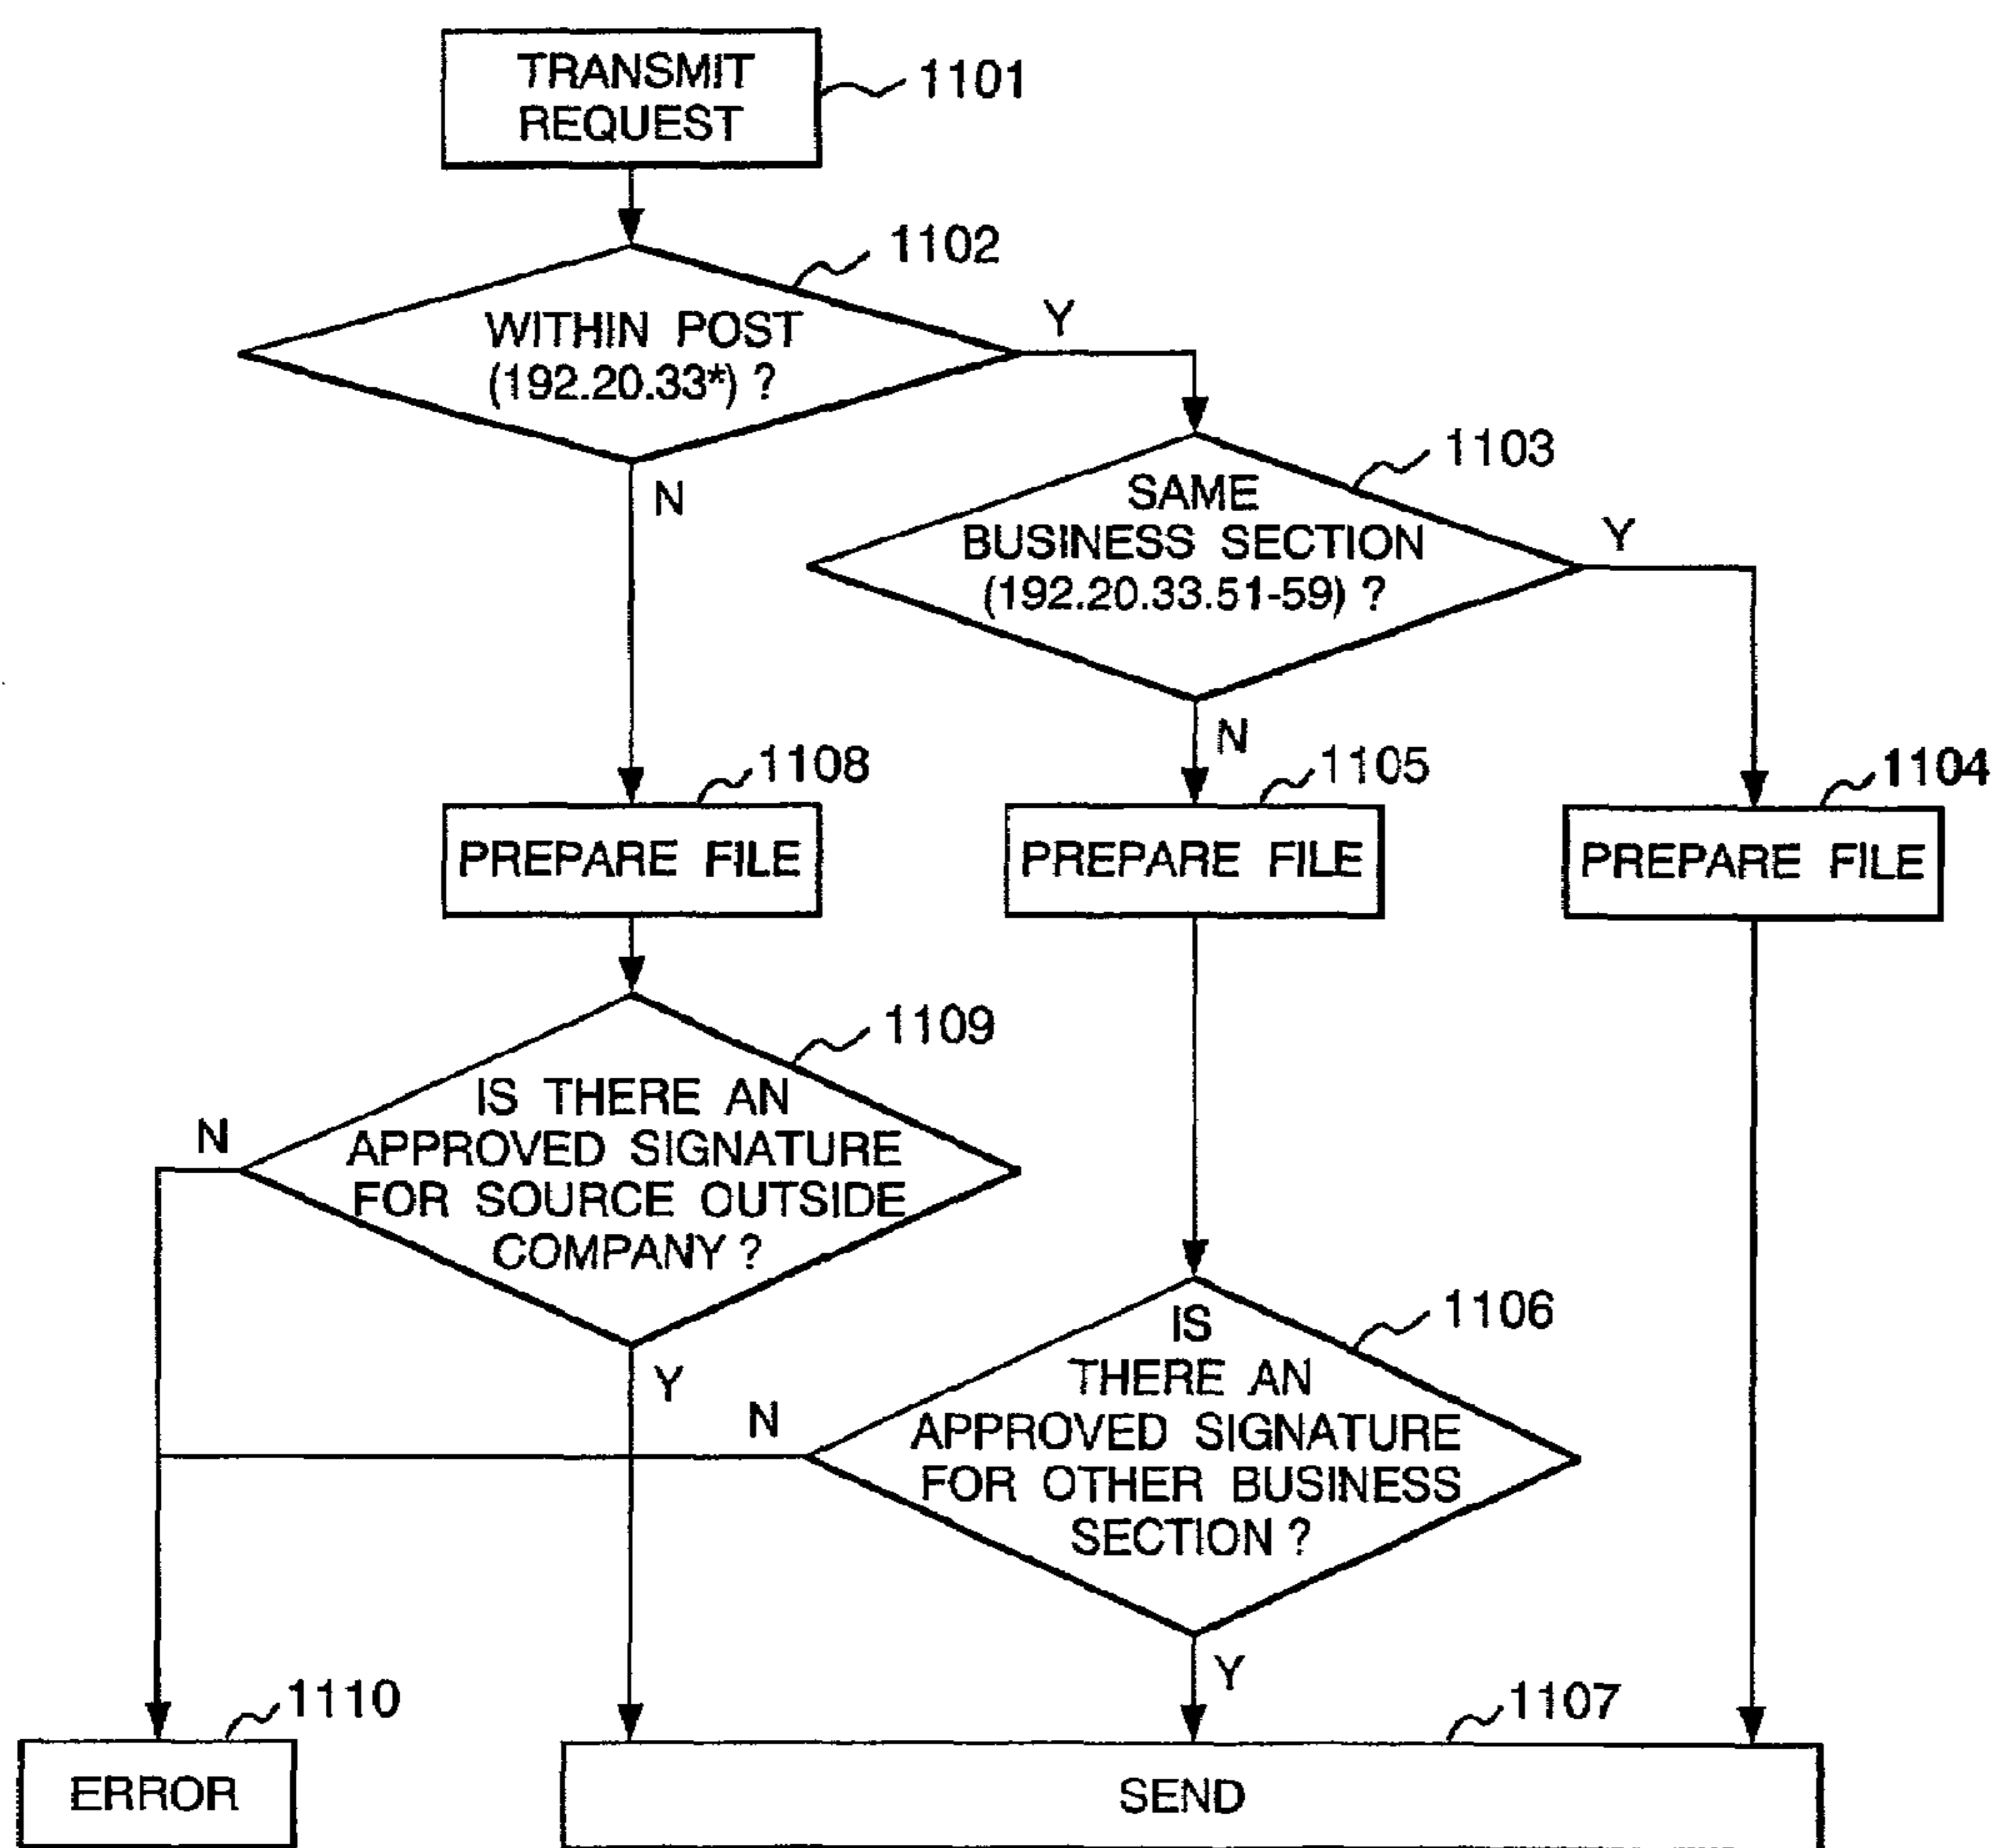 TRANSMIT
REQUEST
1101
1102
WITHIN POST
(192.20.33*) ?
Y
N
1103
SAME
BUSINESS SECTION
(192.20.33.51-59) ?
Y
N
1108
PREPARE FILE
1105
PREPARE FILE
1104
PREPARE FILE
1109
IS THERE AN
APPROVED SIGNATURE
FOR SOURCE OUTSIDE
COMPANY ?
N
Y
1106
IS
THERE AN
APPROVED SIGNATURE
FOR OTHER BUSINESS
SECTION ?
N
Y
1110
ERROR
1107
SEND